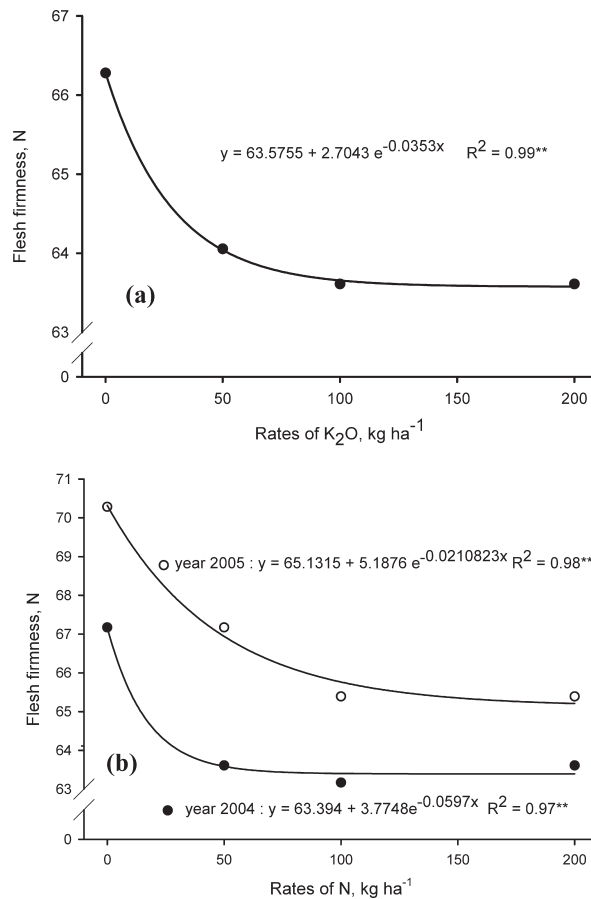 67
66
65
64
63
0
Flesh firmness, N
y = 63.5755 + 2.7043 e^-0.0353x R^2 = 0.99**
(a)
0 50 100 150 200
Rates of K2O, kg ha^-1
71
70
69
68
67
66
65
63
63
0
Flesh firmness, N
year 2005 : y = 65.1315 + 5.1876 e^-0.0210823x R^2 = 0.98**
(b)
year 2004 : y = 63.394 + 3.7748e^-0.0597x R^2 = 0.97**
0 50 100 150 200
Rates of N, kg ha^-1